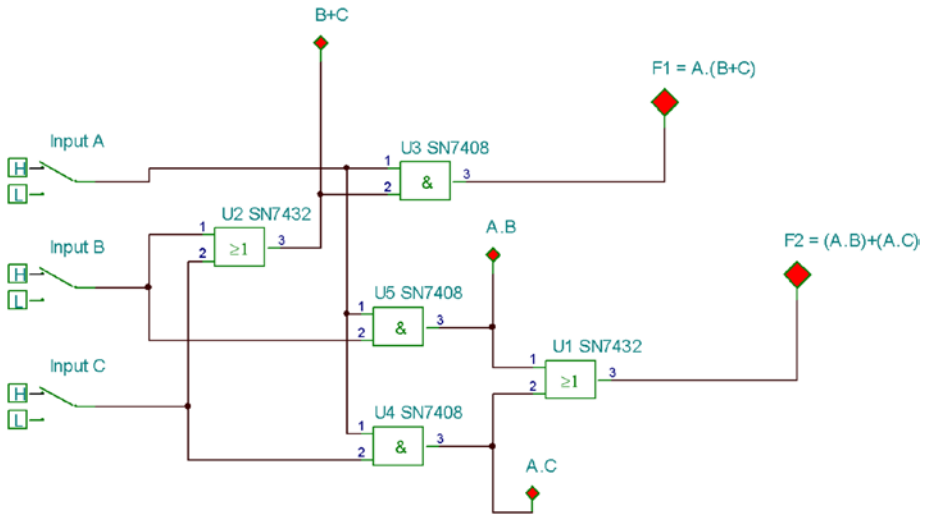 B+C
F1 = A.(B+C)
Input A
H
L
U3 SN7408
1
2
&
3
U2 SN7432
1
2
≥1
3
A.B
Input B
H
L
F2 = (A.B)+(A.C)
U5 SN7408
1
2
&
3
U1 SN7432
1
2
≥1
3
Input C
H
L
U4 SN7408
1
2
&
3
A.C